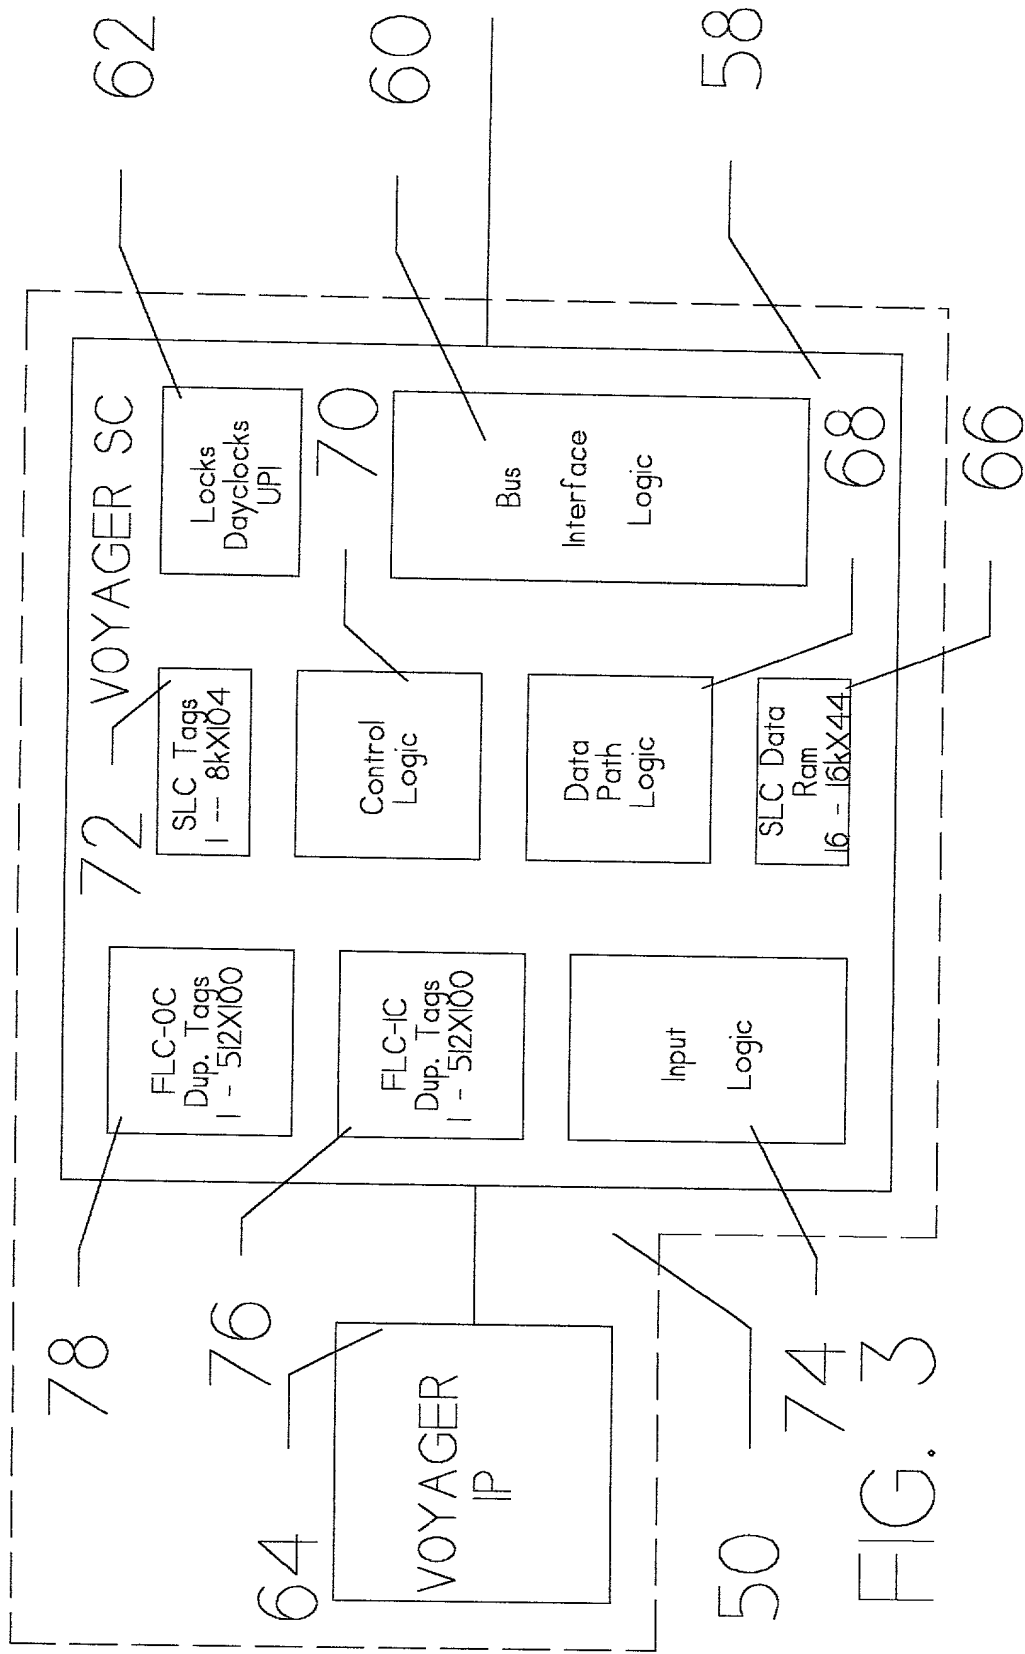 78
72
VOYAGER SC
62
FLC-0C
Dup. Tags
1 - 512X100
SLC Tags
1 --- 8kX104
Locks
Dayclocks
UPI
64
76
70
60
VOYAGER
IP
FLC-1C
Dup. Tags
1 - 512X100
Control
Logic
Bus
Interface
Logic
Input
Logic
Data
Path
Logic
50
74
68
58
SLC Data
Ram
16 - 16kX44
66
FIG. 3